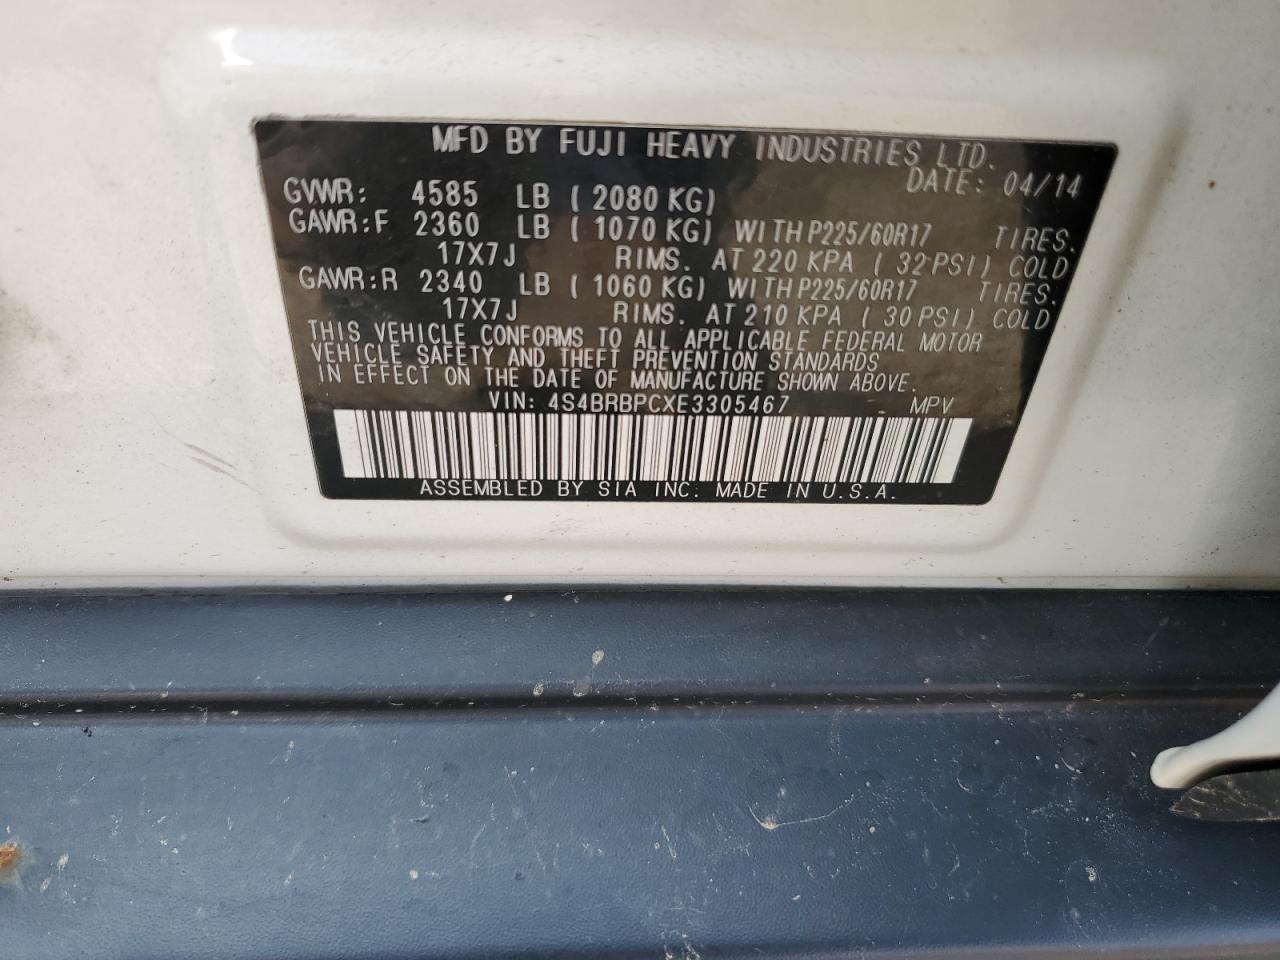 MFD BY FUJI HEAVY INDUSTRIES LTD.
DATE: 04/14
GVWR: 4585 LB ( 2080 KG)
GAWR:F 2360 LB ( 1070 KG) WITH P225/60R17 TIRES.
17X7J RIMS. AT 220 KPA ( 32 PSI) COLD
GAWR:R 2340 LB ( 1060 KG) WITH P225/60R17 TIRES.
17X7J RIMS. AT 210 KPA ( 30 PSI) COLD
THIS VEHICLE CONFORMS TO ALL APPLICABLE FEDERAL MOTOR
VEHICLE SAFETY AND THEFT PREVENTION STANDARDS
IN EFFECT ON THE DATE OF MANUFACTURE SHOWN ABOVE.
VIN: 4S4BRBPCXE3305467 MPV
ASSEMBLED BY SIA INC. MADE IN U.S.A.